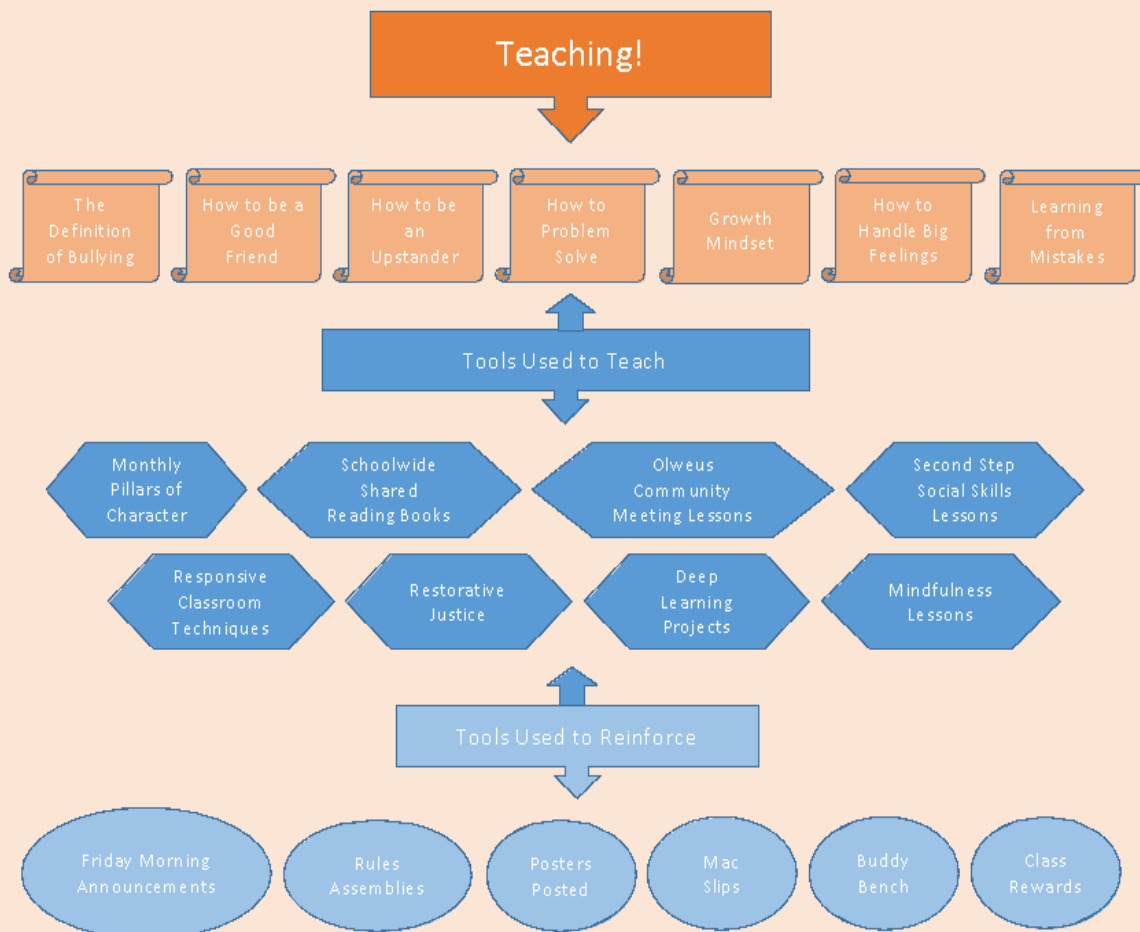 Teaching!
The
Definition
of Bullying
How to be a
Good
Friend
How to be
an
Upstander
How to
Problem
Solve
Growth
Mindset
How to
Handle Big
Feelings
Learning
from
Mistakes
Tools Used to Teach
Monthly
Pillars of
Character
Schoolwide
Shared
Reading Books
Olweus
Community
Meeting Lessons
Second Step
Social Skills
Lessons
Responsive
Classroom
Techniques
Restorative
Justice
Deep
Learning
Projects
Mindfulness
Lessons
Tools Used to Reinforce
Friday Morning
Announcements
Rules
Assemblies
Posters
Posted
Mac
Slips
Buddy
Bench
Class
Rewards